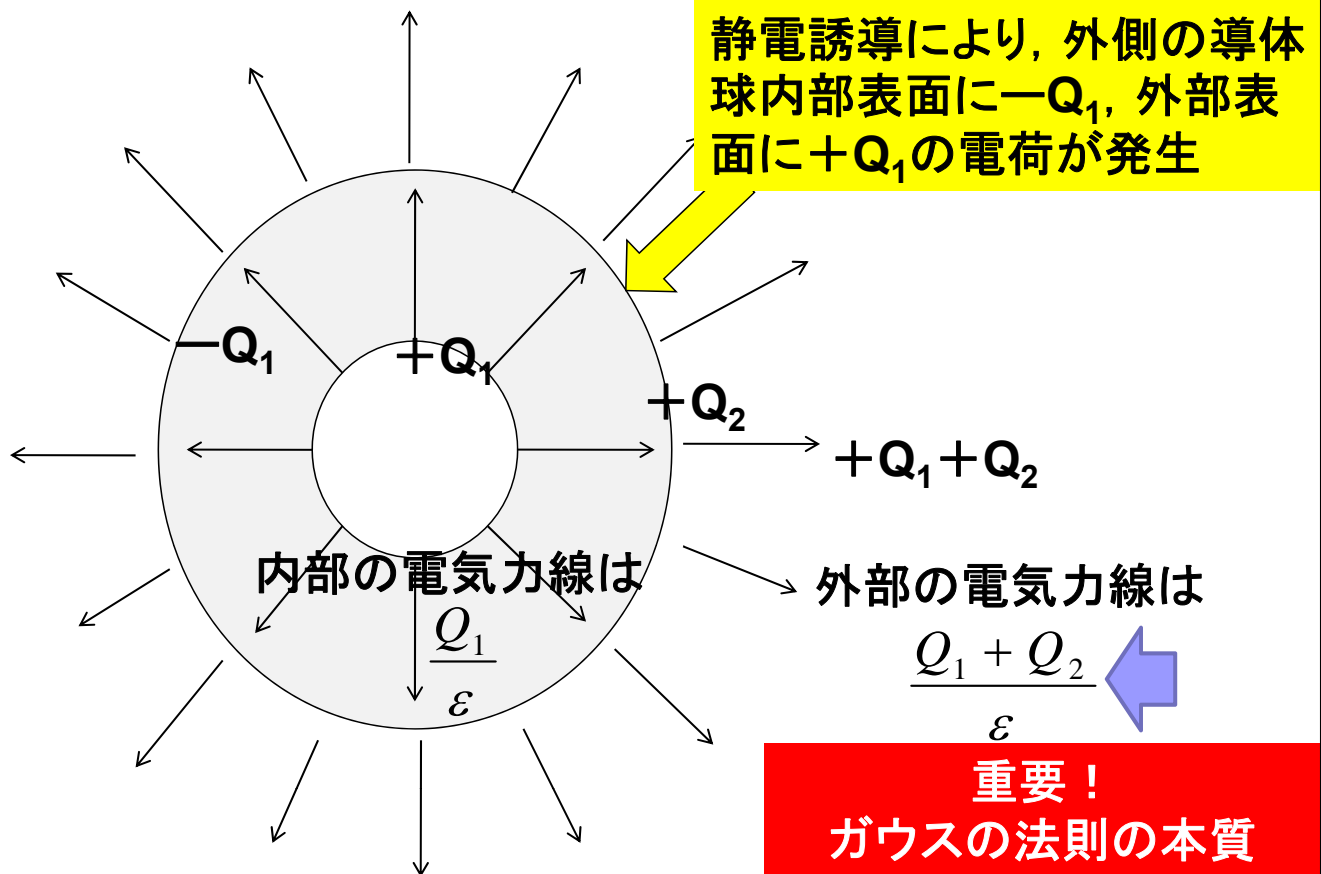 静電誘導により，外側の導体
球内部表面に－Q₁，外部表
面に＋Q₁の電荷が発生
－Q₁
＋Q₁
＋Q₂
＋Q₁＋Q₂
内部の電気力線は
Q₁
ε
外部の電気力線は
Q₁ + Q₂
ε
重要！
ガウスの法則の本質